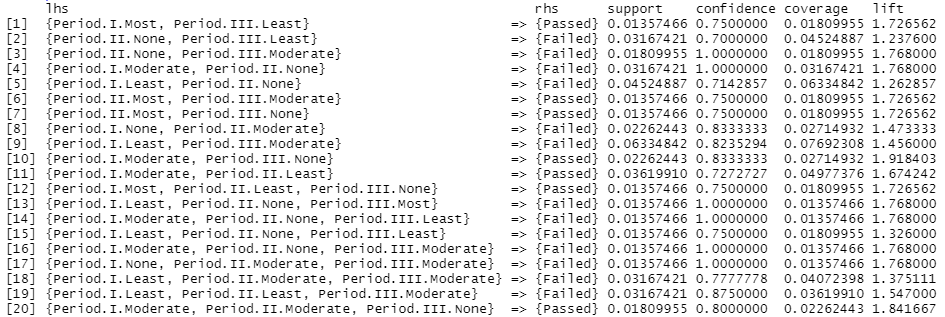 lhs rhs support confidence coverage lift
[1] {Period.I.Most, Period.III.Least} => {Passed} 0.01357466 0.7500000 0.01809955 1.726562
[2] {Period.II.None, Period.III.Least} => {Failed} 0.03167421 0.7000000 0.04524887 1.237600
[3] {Period.II.None, Period.III.Moderate} => {Failed} 0.01809955 1.0000000 0.01809955 1.768000
[4] {Period.I.Moderate, Period.II.None} => {Failed} 0.03167421 1.0000000 0.03167421 1.768000
[5] {Period.I.Least, Period.II.None} => {Failed} 0.04524887 0.7142857 0.06334842 1.262857
[6] {Period.II.Most, Period.III.Moderate} => {Passed} 0.01357466 0.7500000 0.01809955 1.726562
[7] {Period.II.Most, Period.III.None} => {Passed} 0.01357466 0.7500000 0.01809955 1.726562
[8] {Period.I.None, Period.II.Moderate} => {Failed} 0.02262443 0.8333333 0.02714932 1.473333
[9] {Period.I.Least, Period.III.Moderate} => {Failed} 0.06334842 0.8235294 0.07692308 1.456000
[10] {Period.I.Moderate, Period.III.None} => {Passed} 0.02262443 0.8333333 0.02714932 1.918403
[11] {Period.I.Moderate, Period.II.Least} => {Passed} 0.03619910 0.7272727 0.04977376 1.674242
[12] {Period.I.Most, Period.II.Least, Period.III.None} => {Passed} 0.01357466 0.7500000 0.01809955 1.726562
[13] {Period.I.Least, Period.II.None, Period.III.Most} => {Failed} 0.01357466 1.0000000 0.01357466 1.768000
[14] {Period.I.Moderate, Period.II.None, Period.III.Least} => {Failed} 0.01357466 1.0000000 0.01357466 1.768000
[15] {Period.I.Least, Period.II.None, Period.III.Least} => {Failed} 0.01357466 0.7500000 0.01809955 1.326000
[16] {Period.I.Moderate, Period.II.None, Period.III.Moderate} => {Failed} 0.01357466 1.0000000 0.01357466 1.768000
[17] {Period.I.None, Period.II.Moderate, Period.III.Moderate} => {Failed} 0.01357466 1.0000000 0.01357466 1.768000
[18] {Period.I.Least, Period.II.Moderate, Period.III.Moderate} => {Failed} 0.03167421 0.7777778 0.04072398 1.375111
[19] {Period.I.Least, Period.II.Least, Period.III.Moderate} => {Failed} 0.03167421 0.8750000 0.03619910 1.547000
[20] {Period.I.Moderate, Period.II.Moderate, Period.III.None} => {Passed} 0.01809955 0.8000000 0.02262443 1.841667